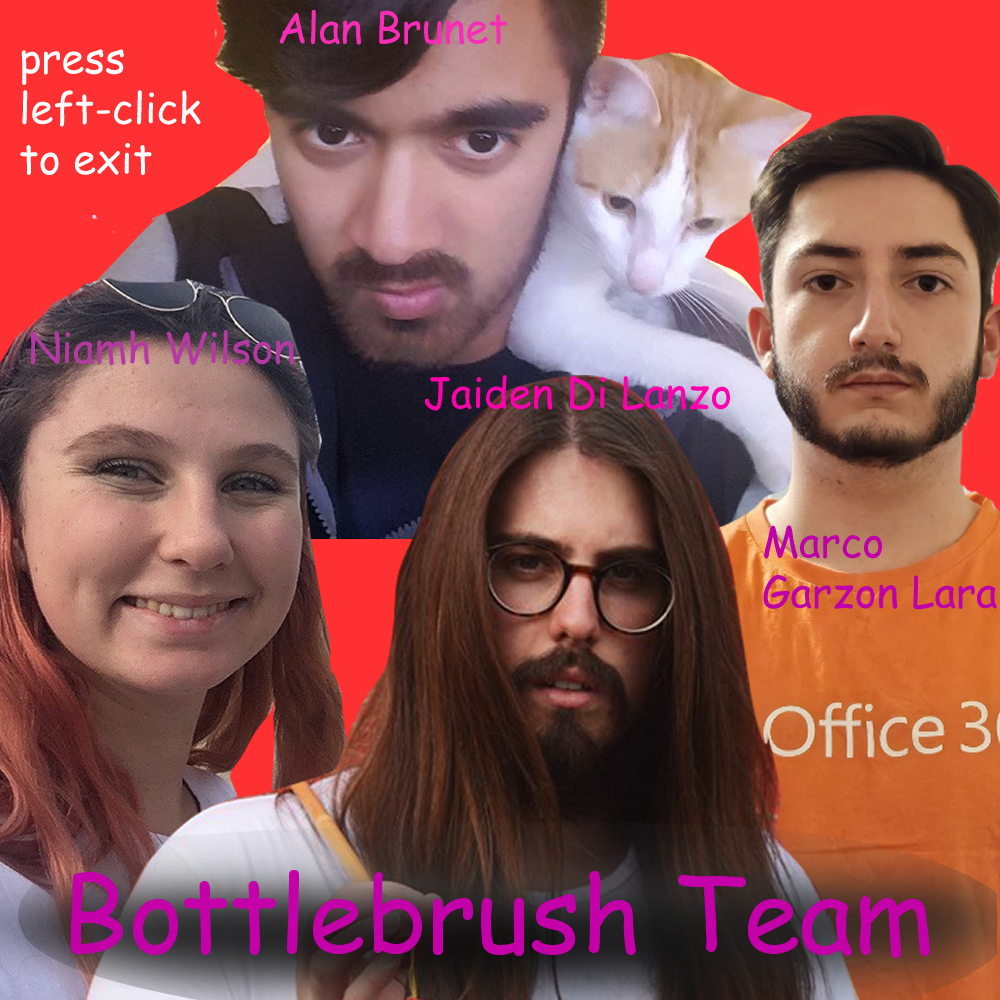 Alan Brunet
press
left-click
to exit
Niamh Wilson
Jaiden Di Lanzo
Marco
Garzon Lara
Office 3
Bottlebrush Team